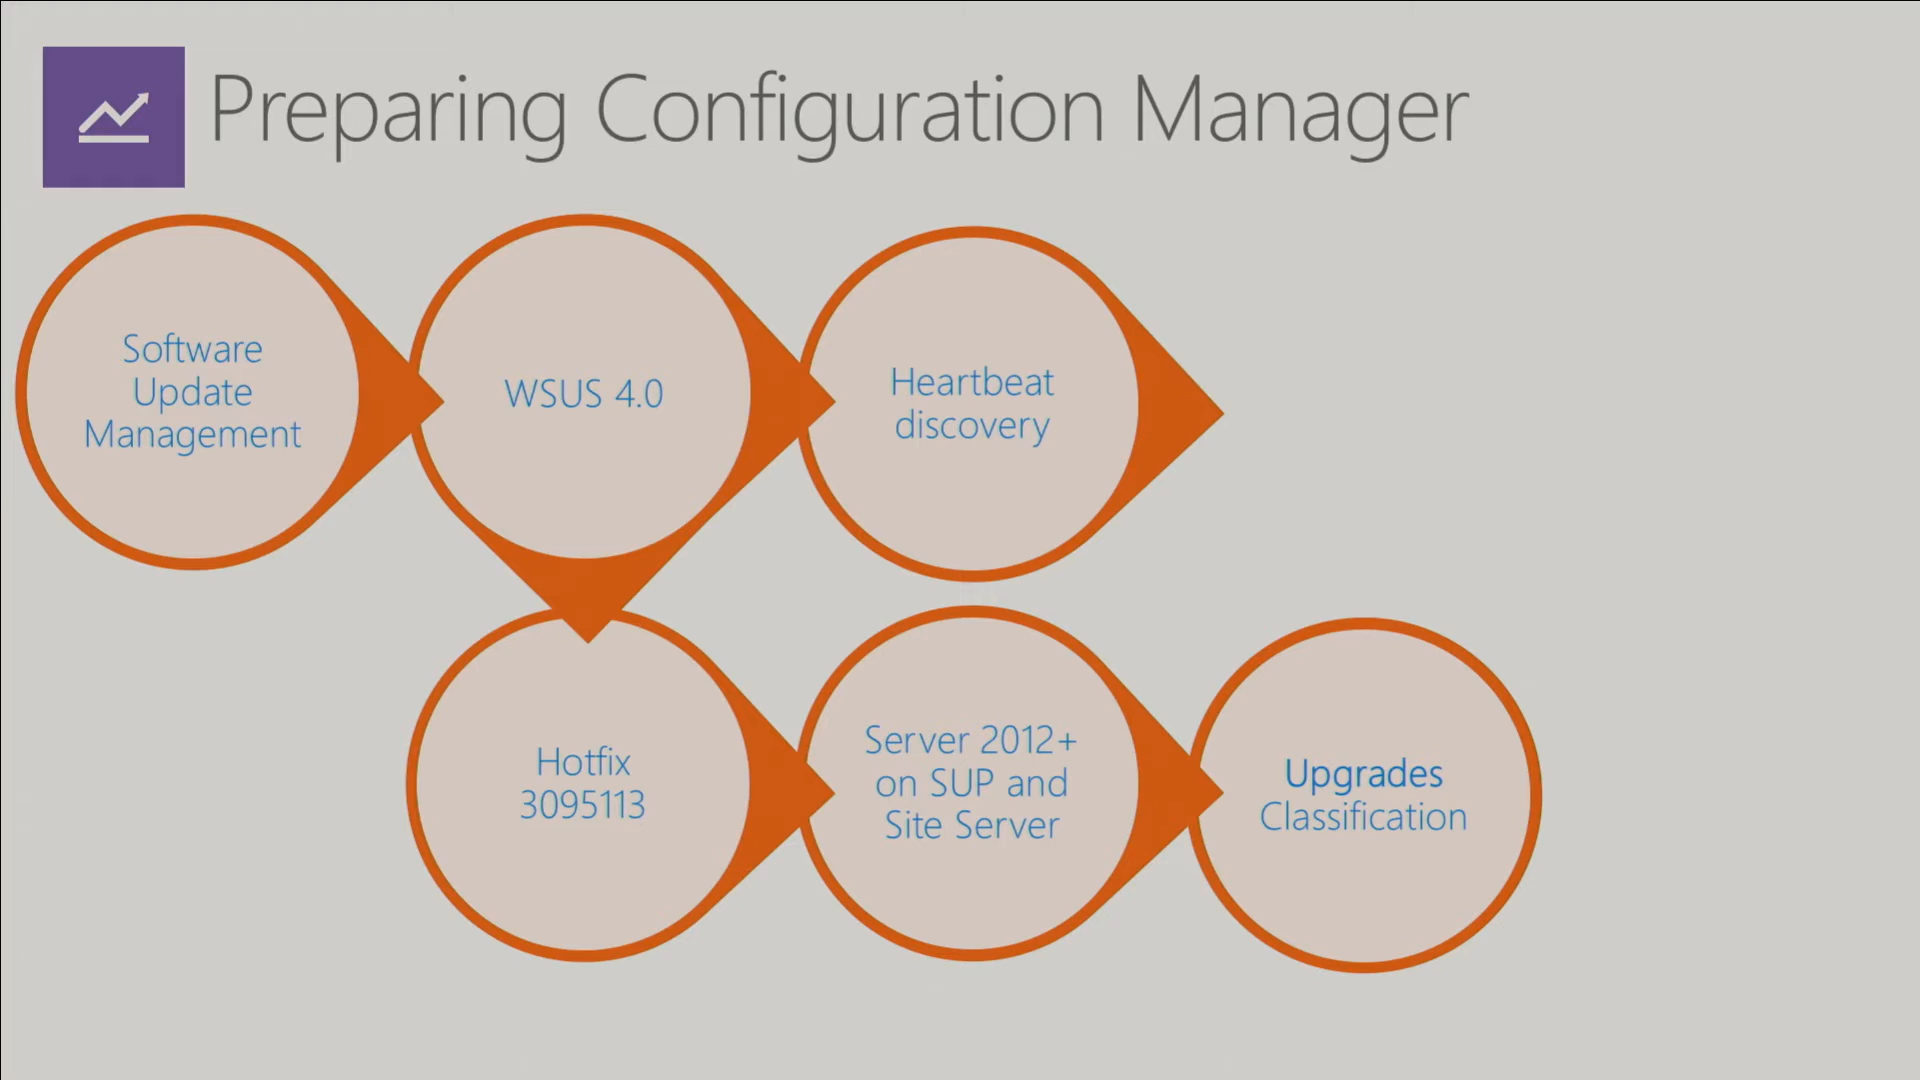 Preparing Configuration Manager
Software
Update
Management
WSUS 4.0
Heartbeat
discovery
Hotfix
3095113
Server 2012+
on SUP and
Site Server
Upgrades
Classification